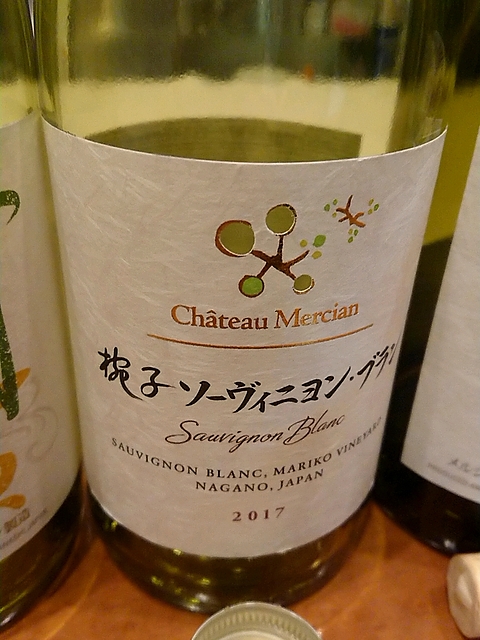 Château Mercian
椀子 ソーヴィニヨン・ブラン
Sauvignon Blanc
SAUVIGNON BLANC, MARIKO VINEYARD
NAGANO, JAPAN
2017